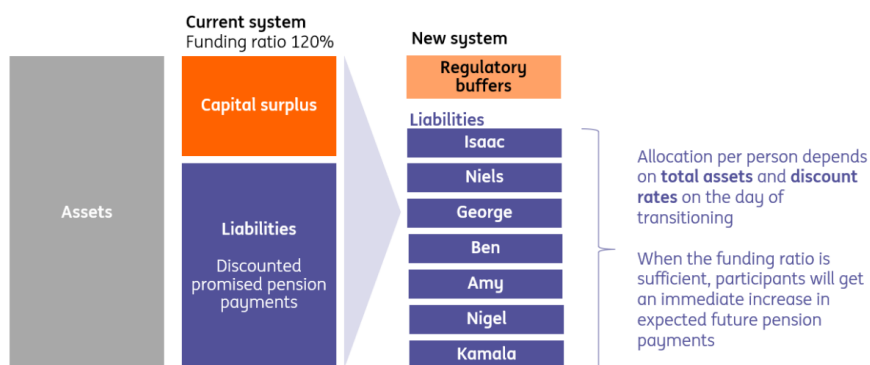 Current system
Funding ratio 120%
Assets
Capital surplus
Liabilities
Discounted
promised pension
payments
New system
Regulatory
buffers
Liabilities
Isaac
Niels
George
Ben
Amy
Nigel
Kamala
Allocation per person depends
on total assets and discount
rates on the day of
transitioning
When the funding ratio is
sufficient, participants will get
an immediate increase in
expected future pension
payments